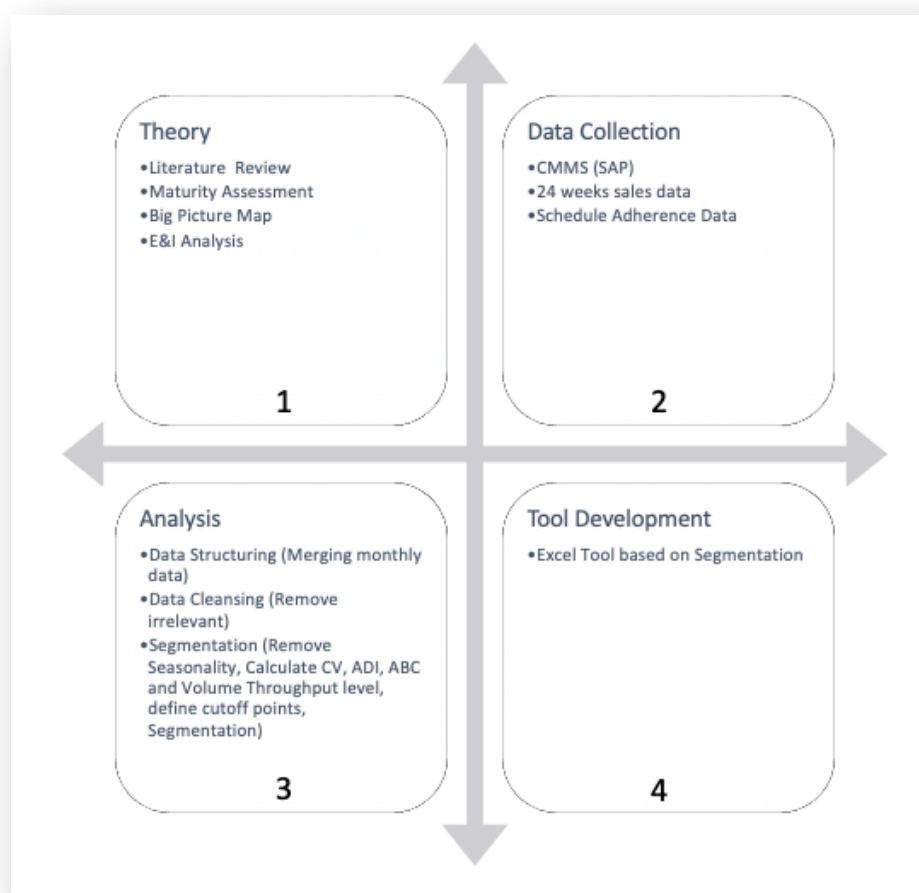 Theory
•Literature Review
•Maturity Assessment
•Big Picture Map
•E&I Analysis
1
Data Collection
•CMMS (SAP)
•24 weeks sales data
•Schedule Adherence Data
2
Analysis
•Data Structuring (Merging monthly
data)
•Data Cleansing (Remove
irrelevant)
•Segmentation (Remove
Seasonality, Calculate CV, ADI, ABC
and Volume Throughput level,
define cutoff points,
Segmentation)
3
Tool Development
•Excel Tool based on Segmentation
4